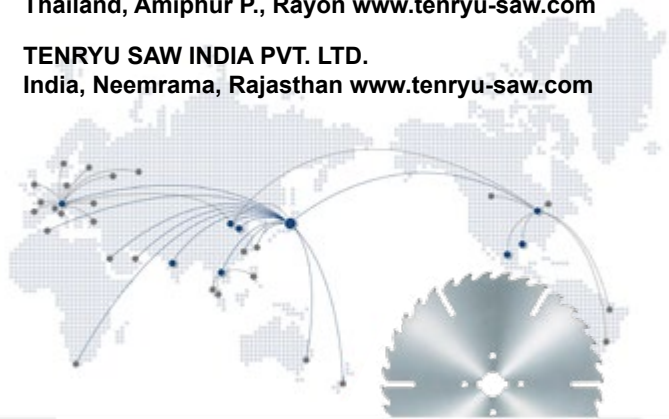 Thailand, Amiphur P., Rayon www.tenryu-saw.com
TENRYU SAW INDIA PVT. LTD.
India, Neemrama, Rajasthan www.tenryu-saw.com